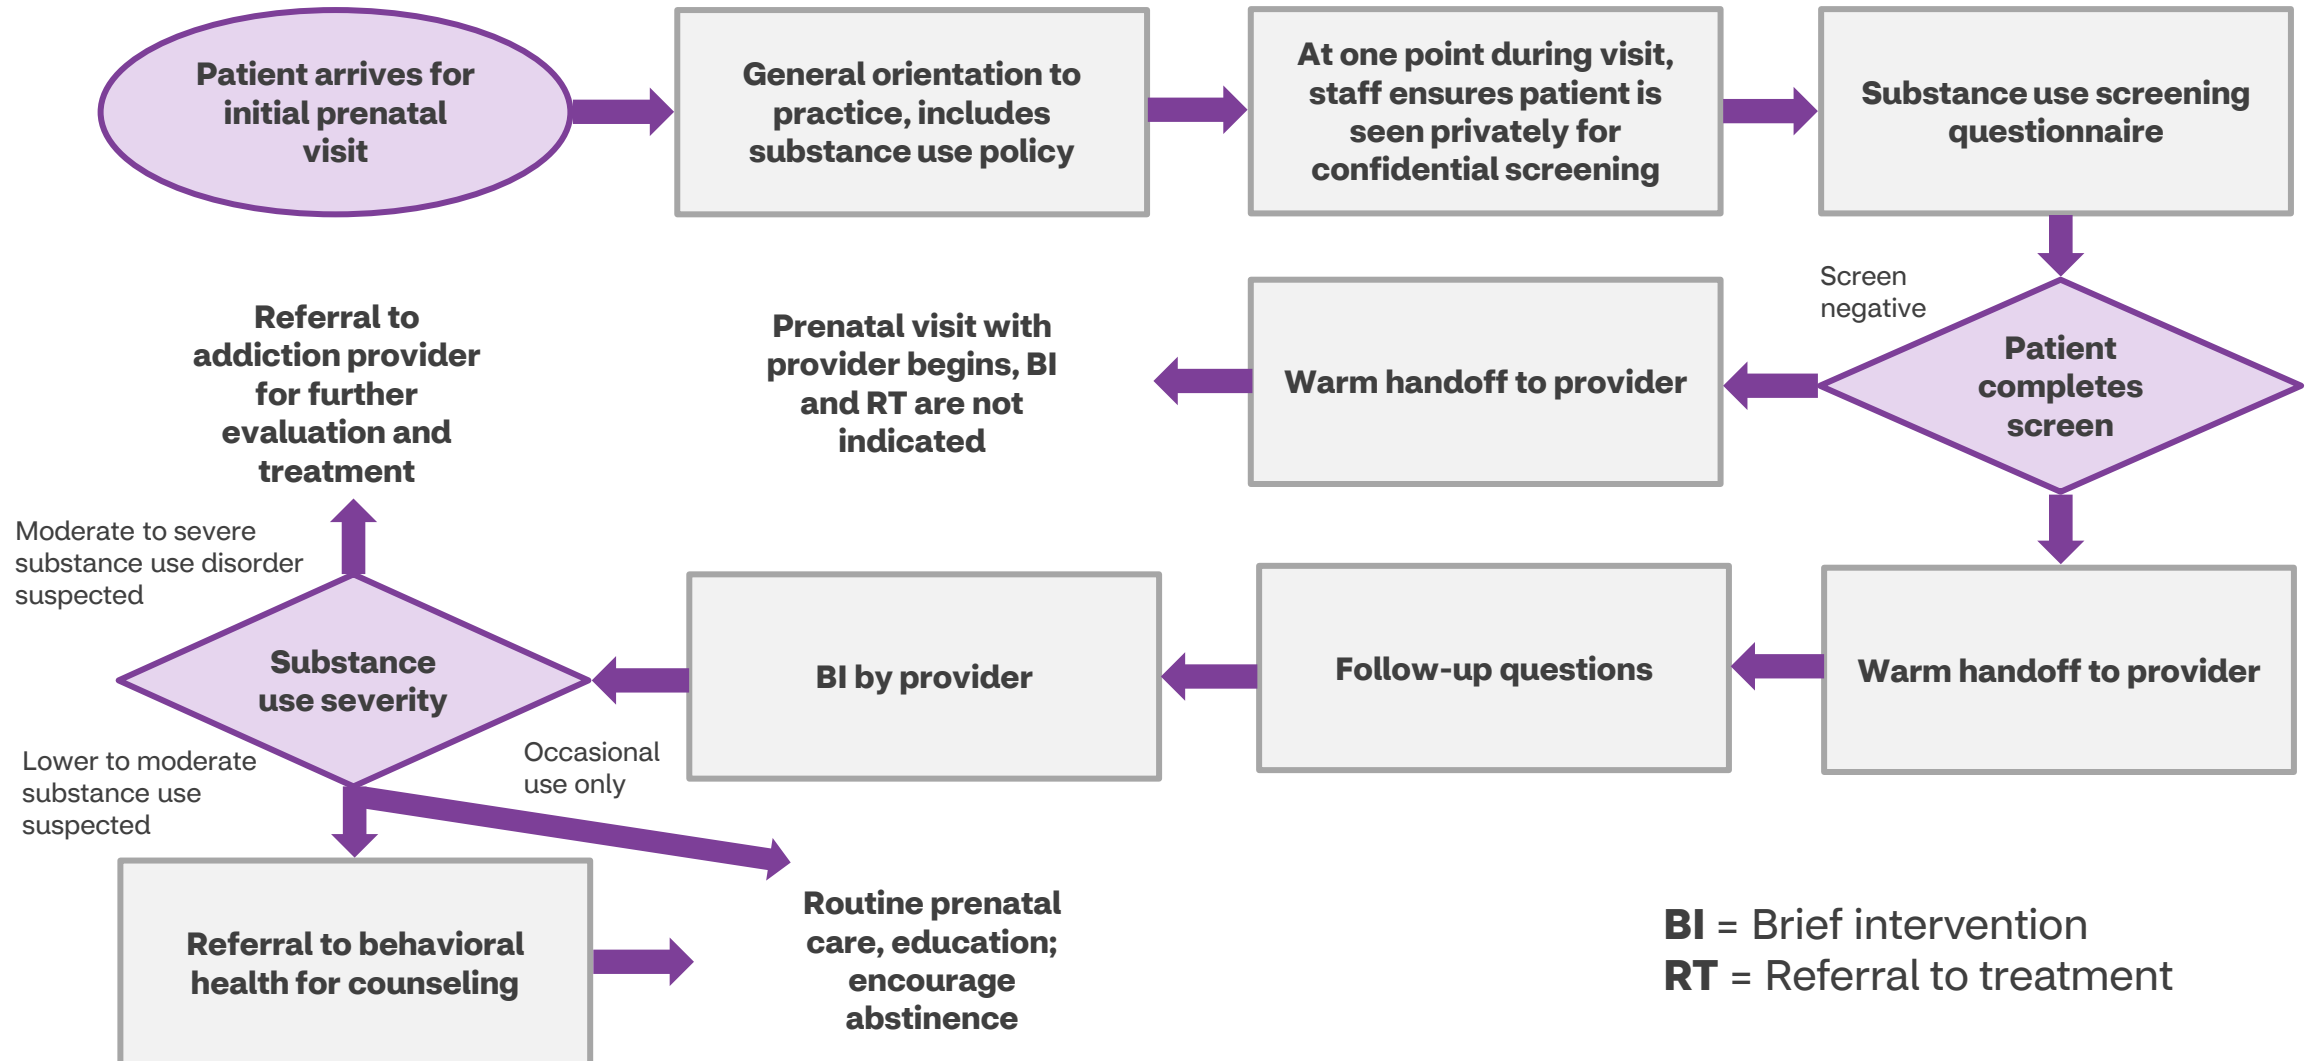 Patient arrives for
initial prenatal
visit
General orientation to
practice, includes
substance use policy
At one point during visit,
staff ensures patient is
seen privately for
confidential screening
Substance use screening
questionnaire
Screen
negative
Patient
completes
screen
Warm handoff to provider
Prenatal visit with
provider begins, BI
and RT are not
indicated
Referral to
addiction provider
for further
evaluation and
treatment
Warm handoff to provider
Follow-up questions
BI by provider
Substance
use severity
Moderate to severe
substance use disorder
suspected
Lower to moderate
substance use
suspected
Occasional
use only
Referral to behavioral
health for counseling
Routine prenatal
care, education;
encourage
abstinence
BI = Brief intervention
RT = Referral to treatment